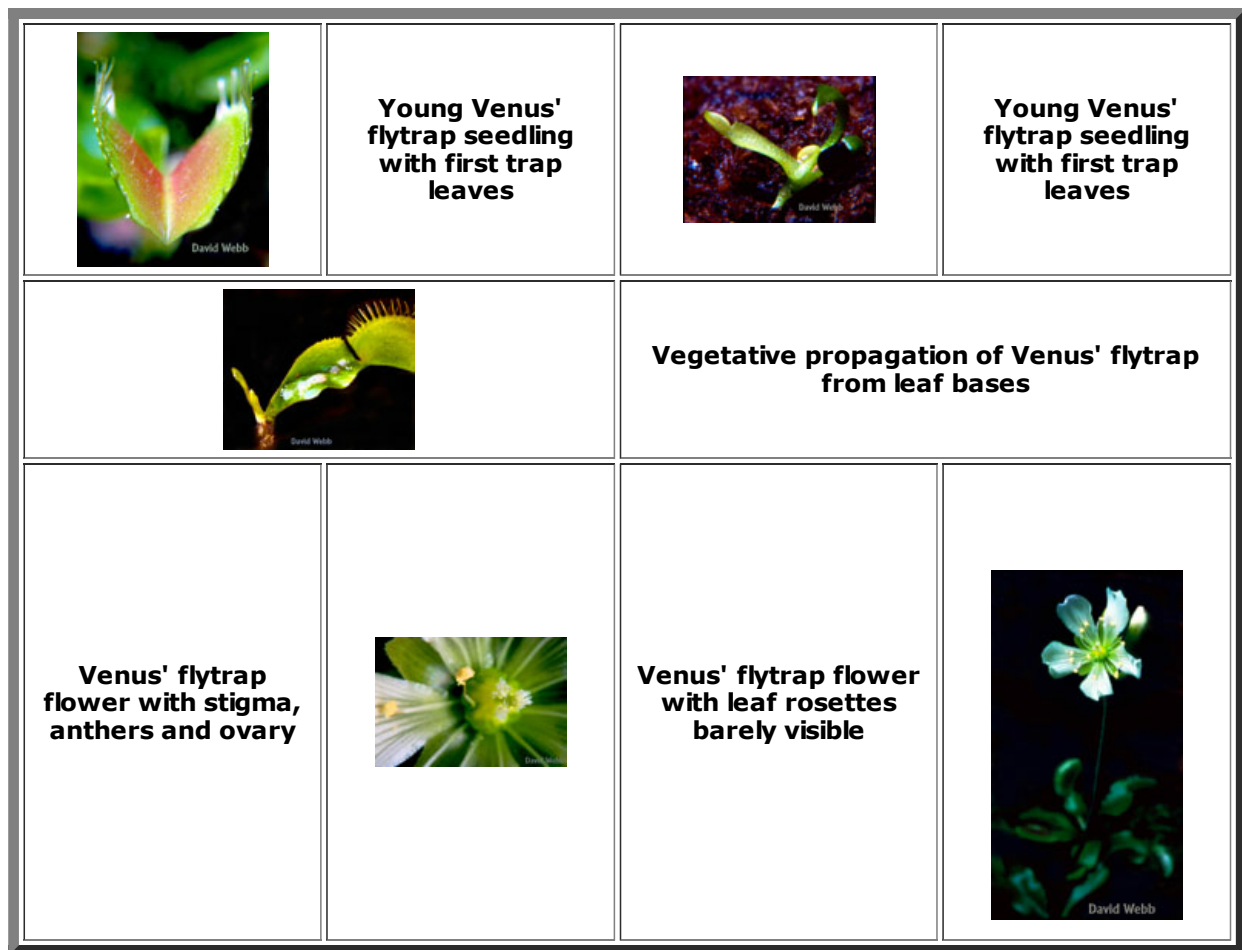 David Webb
Young Venus'
flytrap seedling
with first trap
leaves
David Webb
Young Venus'
flytrap seedling
with first trap
leaves
David Webb
Vegetative propagation of Venus' flytrap
from leaf bases
Venus' flytrap
flower with stigma,
anthers and ovary
David Webb
Venus' flytrap flower
with leaf rosettes
barely visible
David Webb